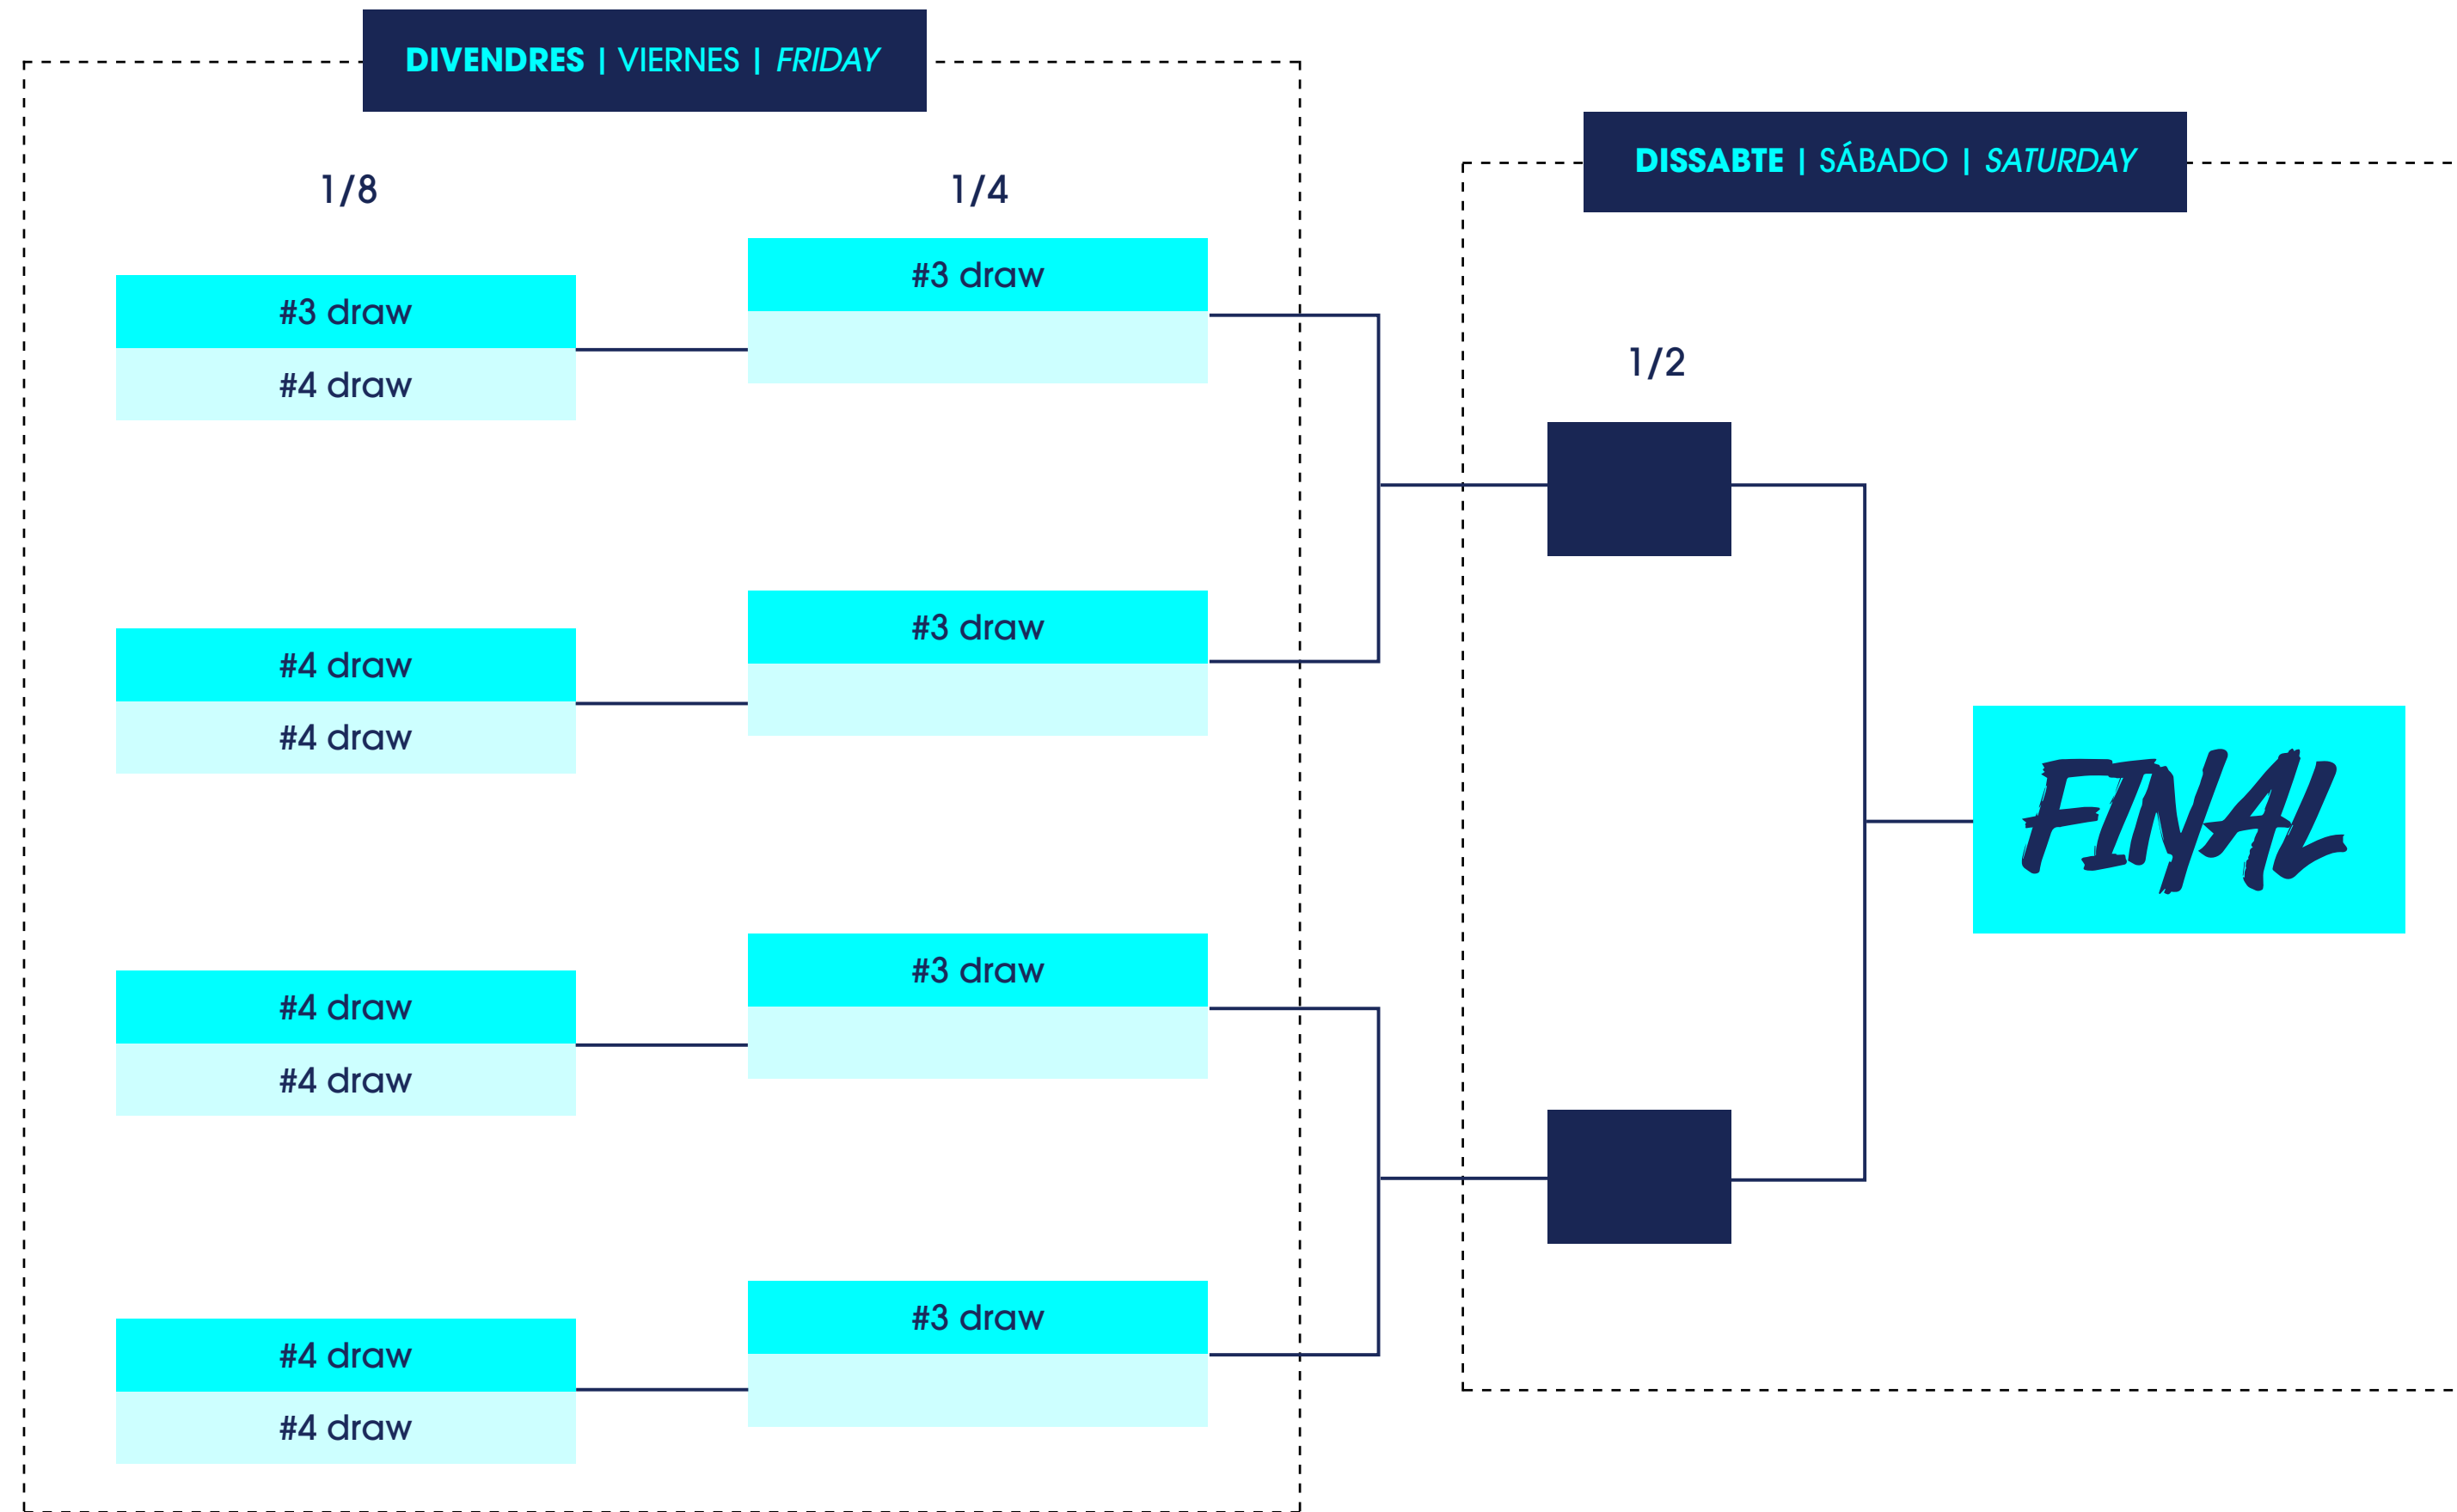 DIVENDRES | VIERNES | FRIDAY
1/8
#3 draw
#4 draw
#4 draw
#4 draw
#4 draw
#4 draw
#4 draw
#4 draw
1/4
#3 draw
#3 draw
#3 draw
#3 draw
DISSABTE | SÁBADO | SATURDAY
1/2
FINAL